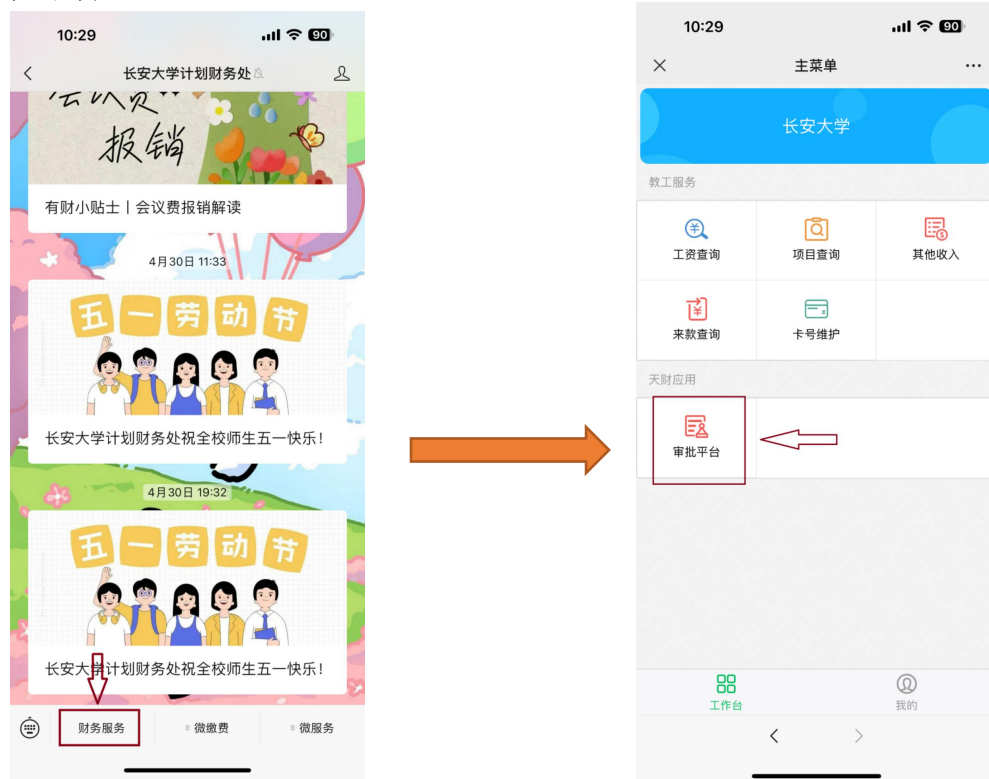 10:29
90
长安大学计划财务处
报销
有财小贴士丨会议费报销解读
4月30日 11:33
五一劳动节
长安大学计划财务处祝全校师生五一快乐!
4月30日 19:32
五一劳动节
长安大学计划财务处祝全校师生五一快乐!
财务服务
微缴费
微服务
10:29
90
主菜单
长安大学
教工服务
工资查询
项目查询
其他收入
来款查询
卡号维护
天财应用
审批平台
工作台
我的